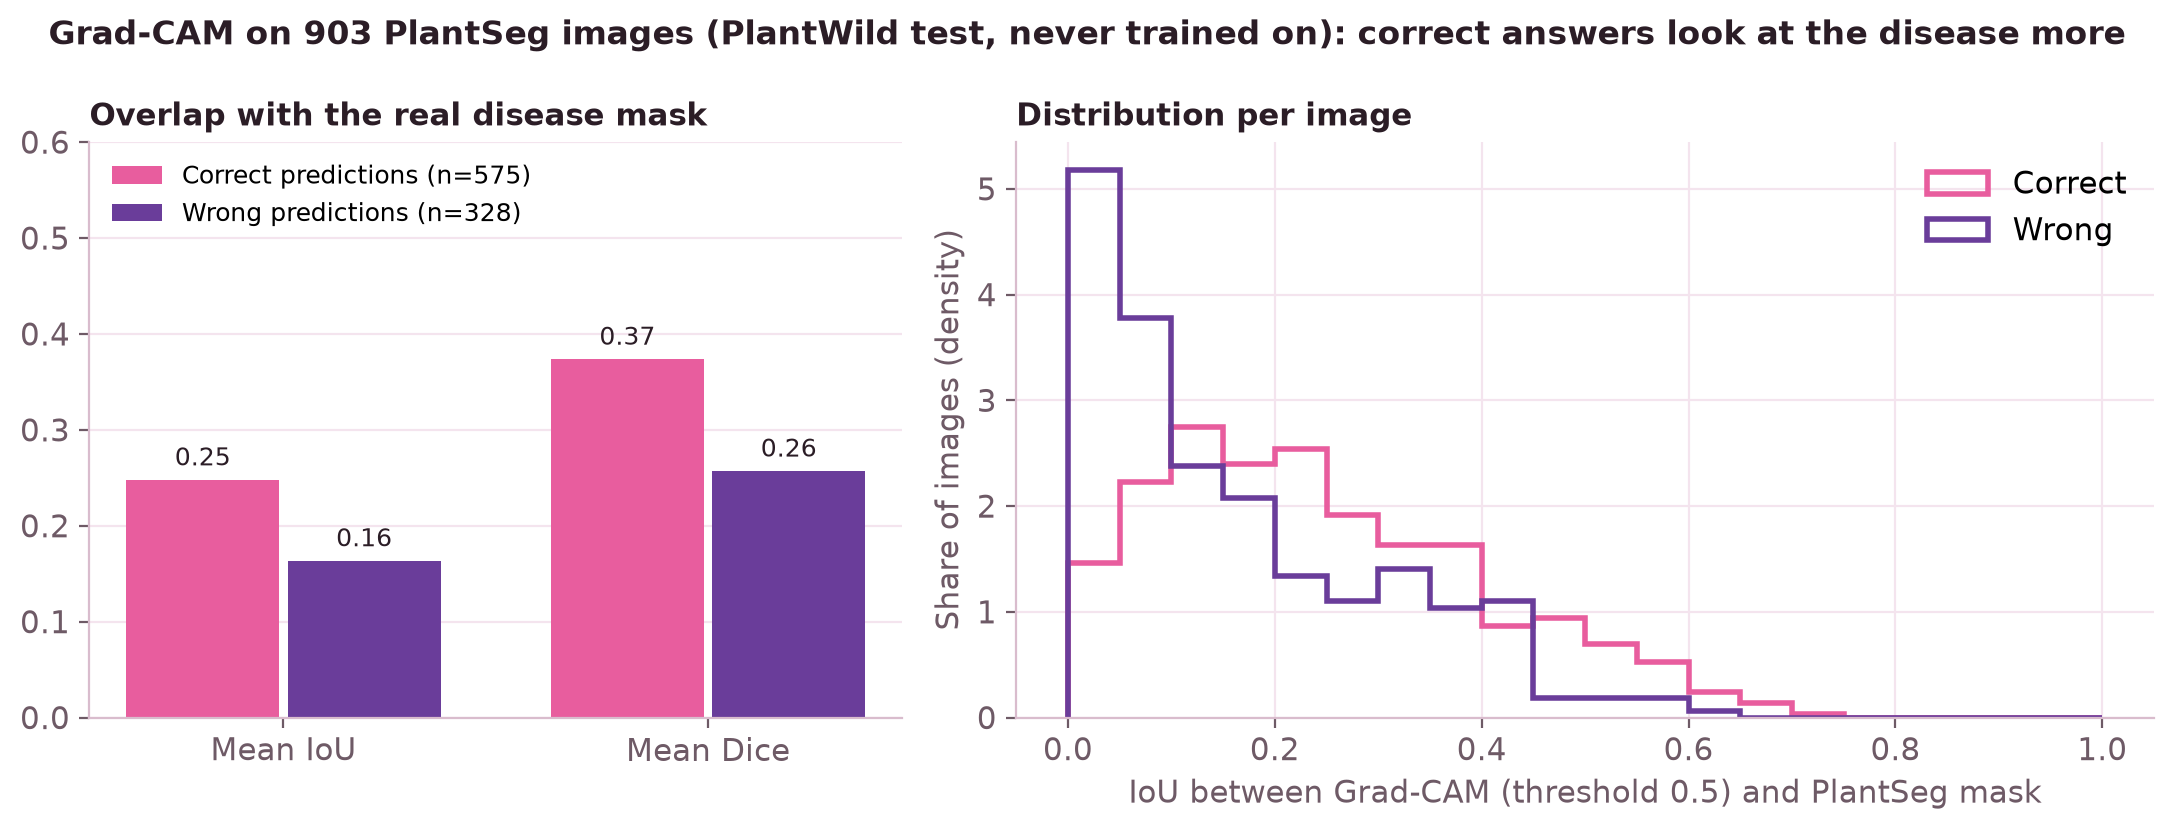 Grad-CAM on 903 PlantSeg images (PlantWild test, never trained on): correct answers look at the disease more
Overlap with the real disease mask
0.6
0.5
0.4
0.3
0.2
0.1
0.0
Correct predictions (n=575)
Wrong predictions (n=328)
0.25
0.16
0.37
0.26
Mean IoU
Mean Dice
Distribution per image
Share of images (density)
5
4
3
2
1
0
Correct
Wrong
0.0
0.2
0.4
0.6
0.8
1.0
IoU between Grad-CAM (threshold 0.5) and PlantSeg mask